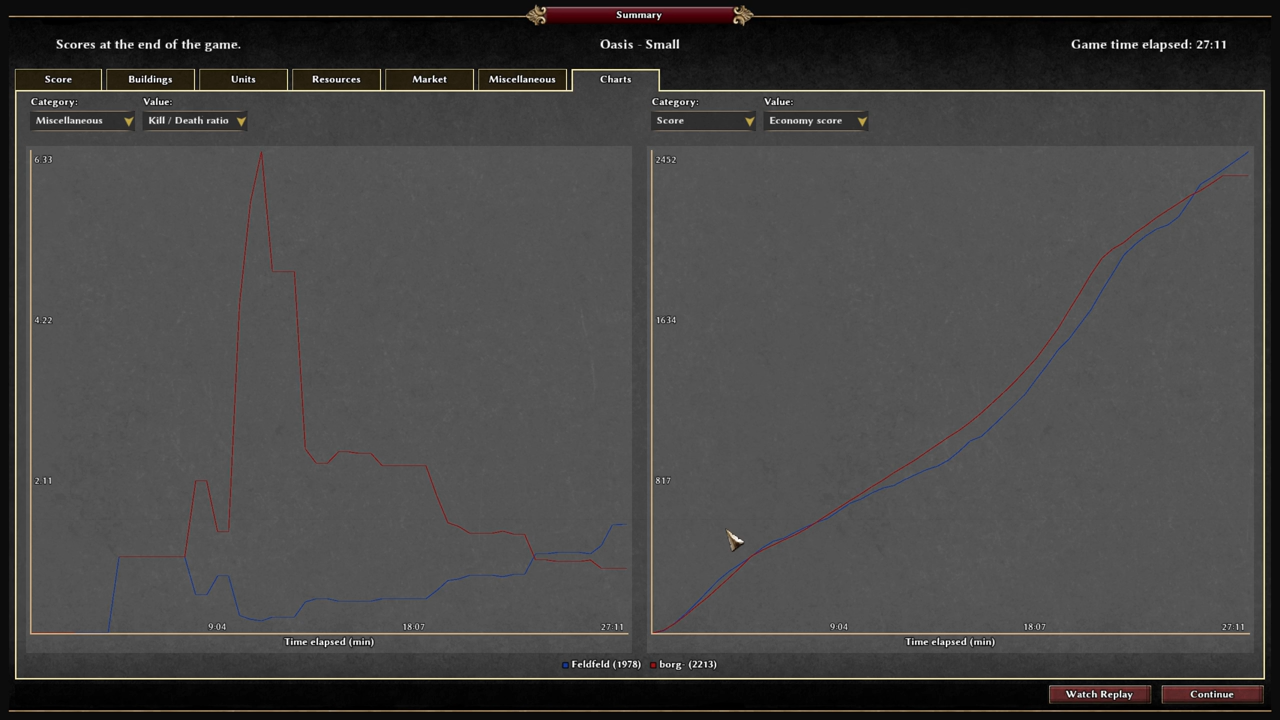 Summary
Scores at the end of the game.
Oasis - Small
Game time elapsed: 27:11
Score
Buildings
Units
Resources
Market
Miscellaneous
Charts
Category:
Value:
Miscellaneous
Kill / Death ratio
Category:
Value:
Score
Economy score
6.33
4.22
2.11
9:04
18:07
27:11
Time elapsed (min)
2452
1634
817
9:04
18:07
27:11
Time elapsed (min)
Feldfeld (1978)
borg- (2213)
Watch Replay
Continue